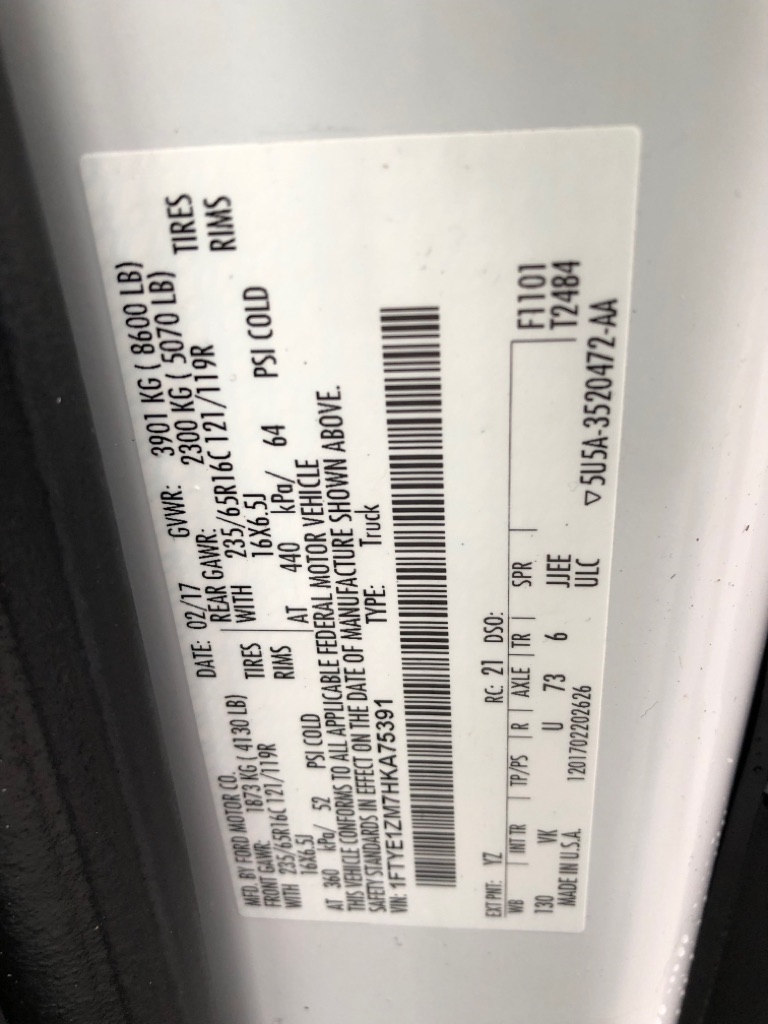 MFD. BY FORD MOTOR CO. DATE: 02/17 GVWR: 3901 KG ( 8600 LB)
FRONT GAWR: 1873 KG ( 4130 LB) REAR GAWR: 2300 KG ( 5070 LB)
WITH 235/65R16C 121/119R TIRES WITH 235/65R16C 121/119R TIRES
16X6.5J RIMS 16X6.5J RIMS
AT 360 kPa/ 52 PSI COLD AT 440 kPa/ 64 PSI COLD
THIS VEHICLE CONFORMS TO ALL APPLICABLE FEDERAL MOTOR VEHICLE
SAFETY STANDARDS IN EFFECT ON THE DATE OF MANUFACTURE SHOWN ABOVE.
VIN: 1FTYE1ZM7HKA75391 TYPE: Truck
EXT PNT: YZ RC: 21 DSO: F1101
WB INT TR TP/PS R AXLE TR SPR T2484
130 VK U 73 6 JJEE
MADE IN U.S.A. 1201702202626 ULC ▽5U5A-3520472-AA